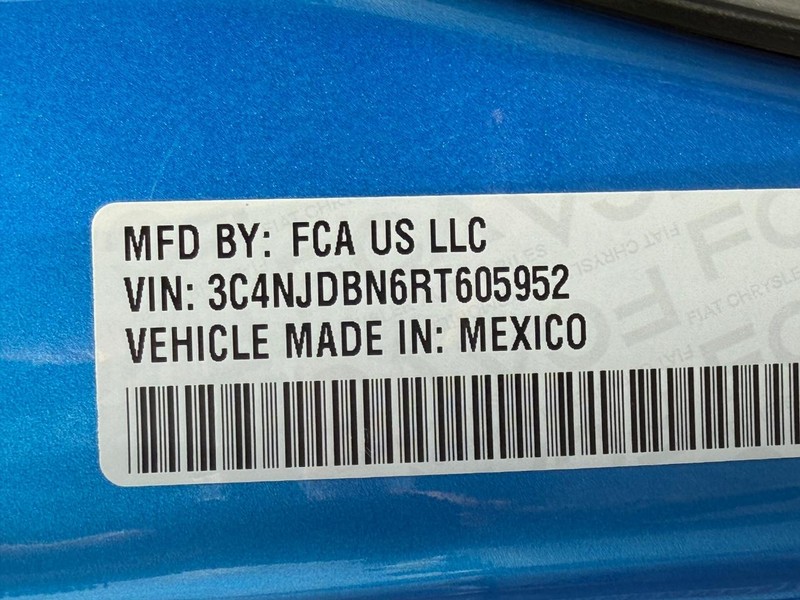 MFD BY: FCA US LLC
VIN: 3C4NJDBN6RT605952
VEHICLE MADE IN: MEXICO